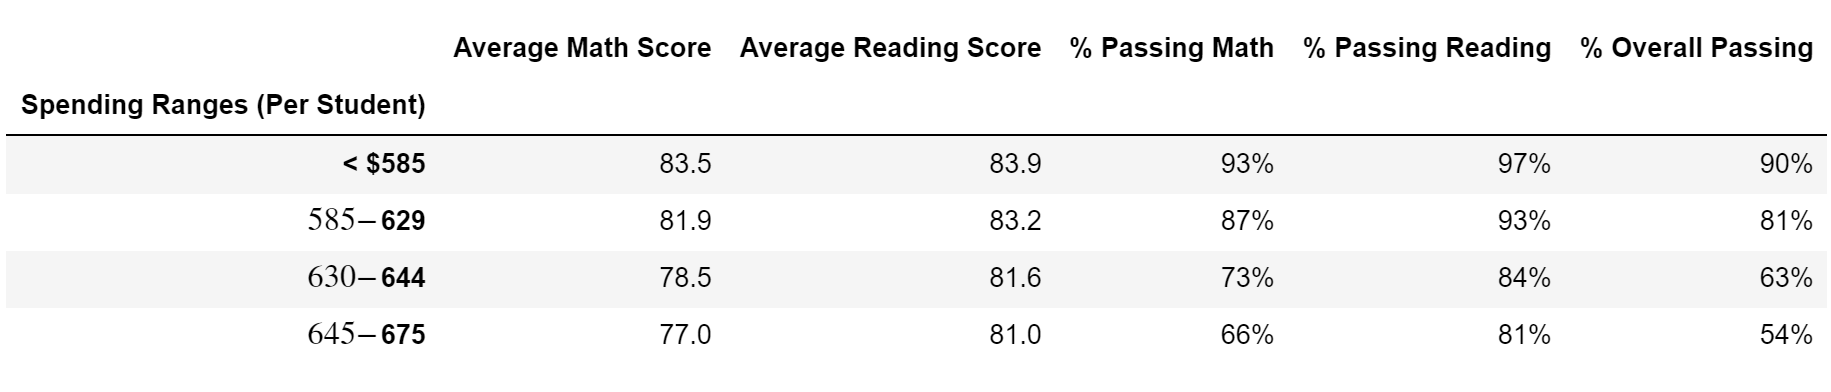 Average Math Score Average Reading Score % Passing Math % Passing Reading % Overall Passing
Spending Ranges (Per Student)
< $585 83.5 83.9 93% 97% 90%
585−629 81.9 83.2 87% 93% 81%
630−644 78.5 81.6 73% 84% 63%
645−675 77.0 81.0 66% 81% 54%